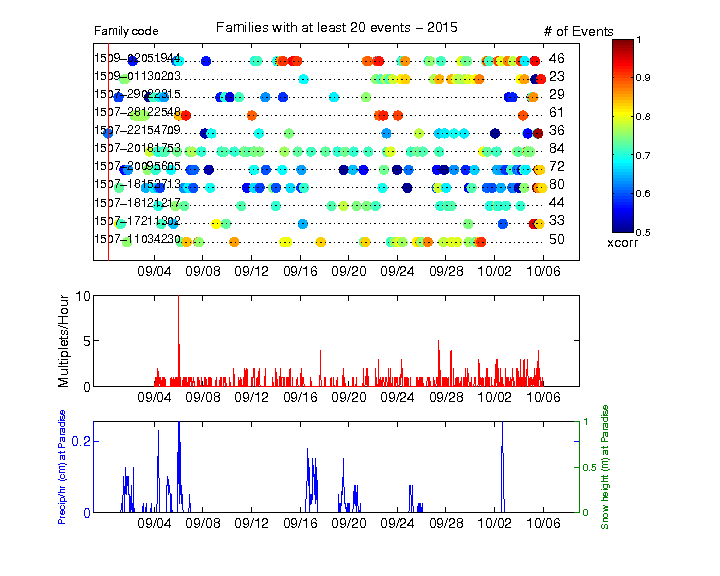 Families with at least 20 events – 2015
Family code
# of Events
1509–02051944 46
1509–01130203 23
1507–29022315 29
1507–28122548 61
1507–22154709 36
1507–20181753 84
1507–20095605 72
1507–18152713 80
1507–18121217 44
1507–17211302 33
1507–11034230 50
09/04 09/08 09/12 09/16 09/20 09/24 09/28 10/02 10/06
1
0.9
0.8
0.7
0.6
0.5
xcorr
Multiplets/Hour
10
5
0
09/04 09/08 09/12 09/16 09/20 09/24 09/28 10/02 10/06
Precip/hr (cm) at Paradise
0.2
0
1
0.5
0
Snow height (m) at Paradise
09/04 09/08 09/12 09/16 09/20 09/24 09/28 10/02 10/06